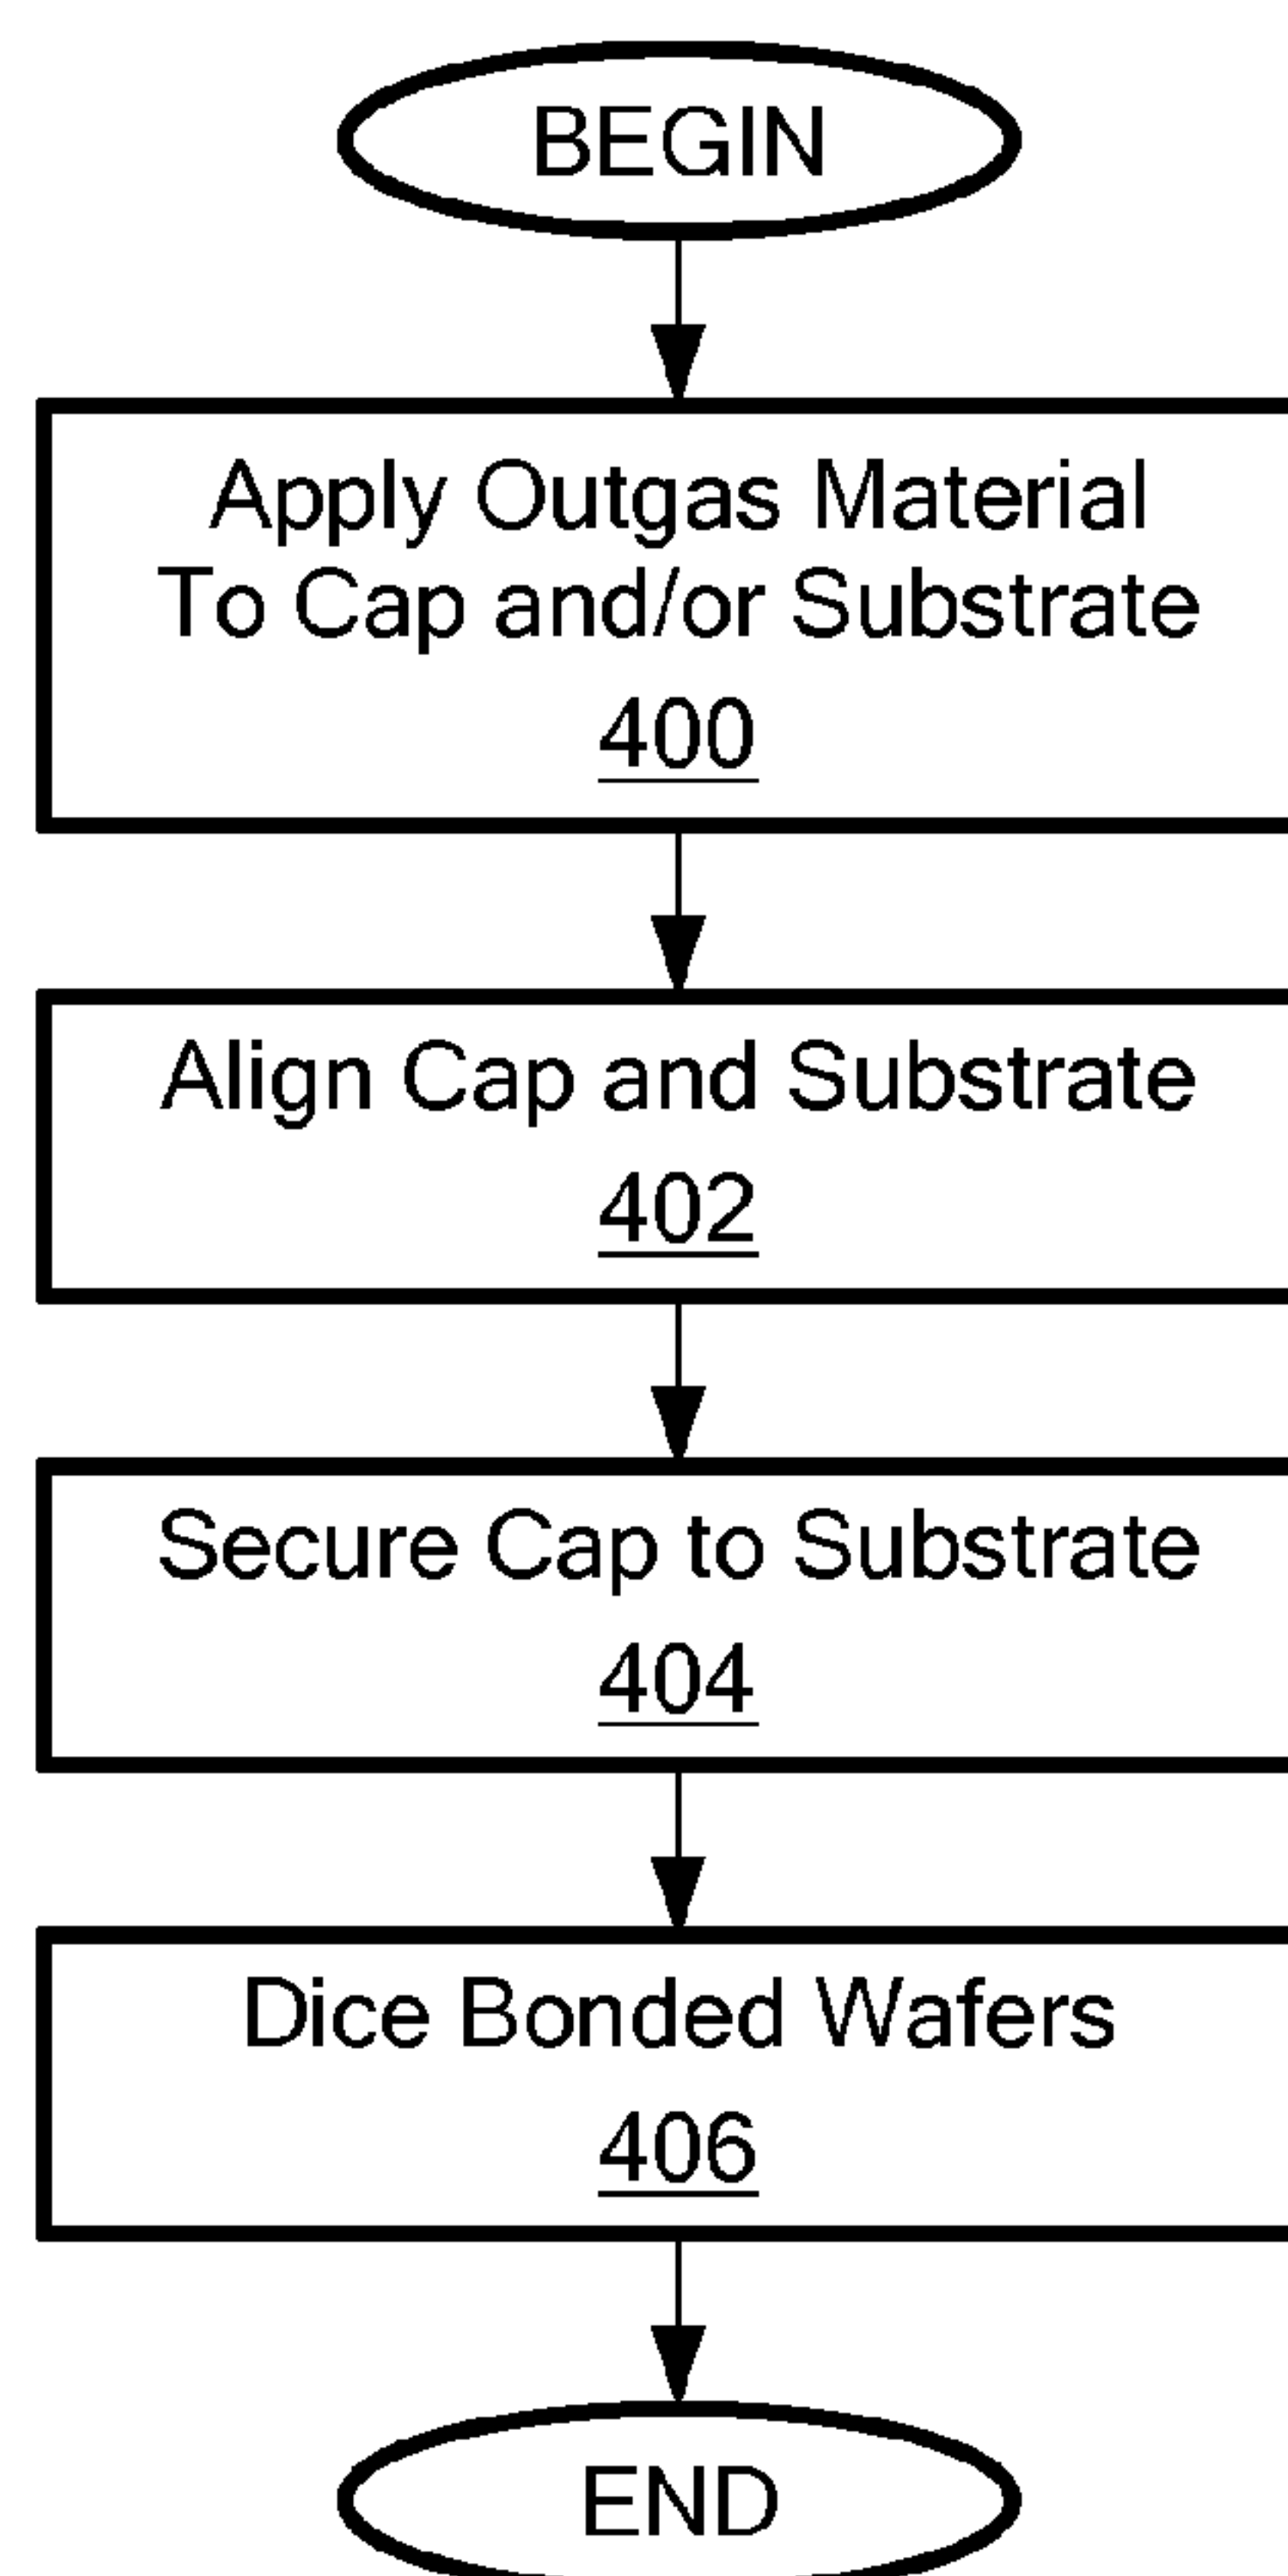 BEGIN
Apply Outgas Material
To Cap and/or Substrate
400
Align Cap and Substrate
402
Secure Cap to Substrate
404
Dice Bonded Wafers
406
END